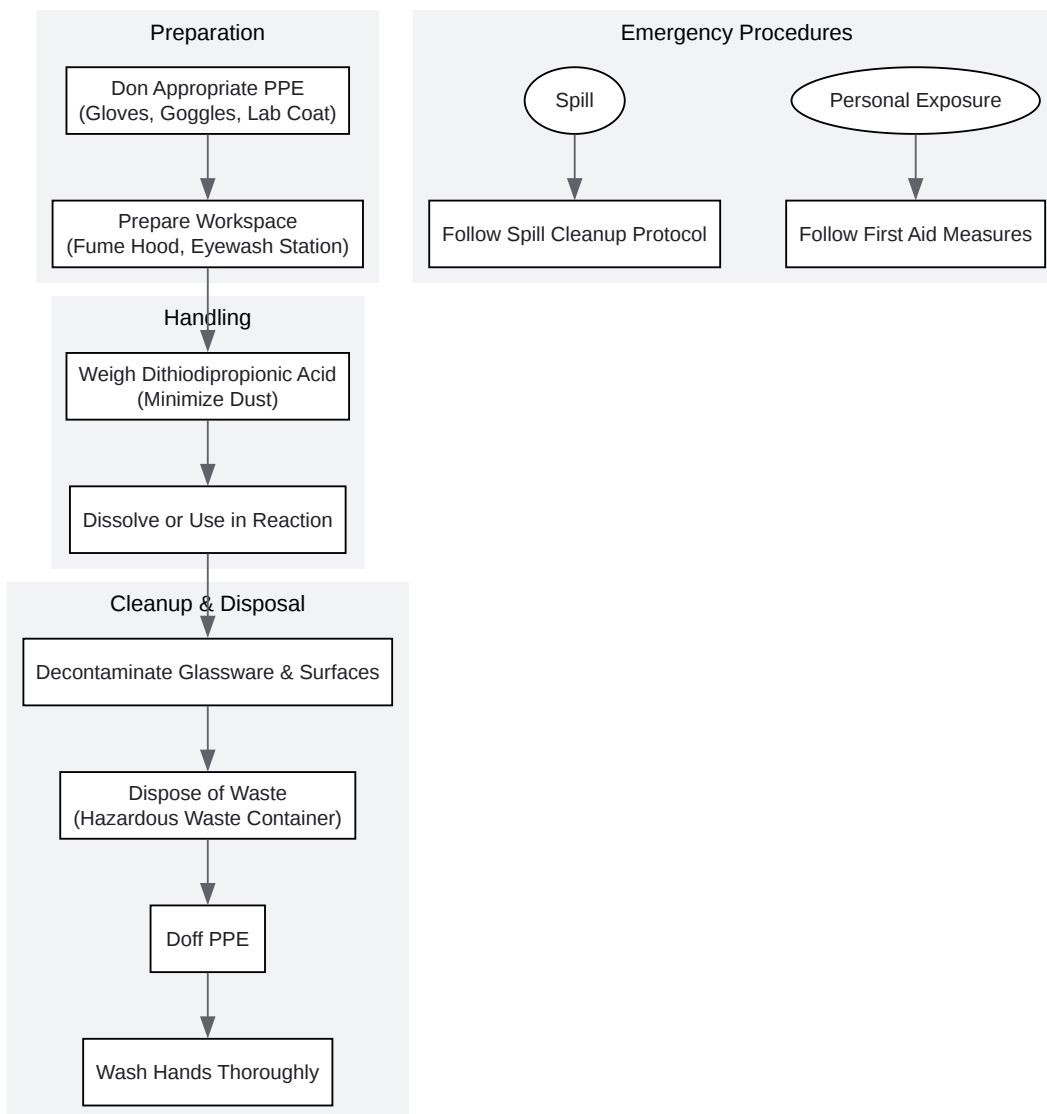 Preparation
Don Appropriate PPE
(Gloves, Goggles, Lab Coat)
Prepare Workspace
(Fume Hood, Eyewash Station)
Handling
Weigh Dithiodipropionic Acid
(Minimize Dust)
Dissolve or Use in Reaction
Cleanup & Disposal
Decontaminate Glassware & Surfaces
Dispose of Waste
(Hazardous Waste Container)
Doff PPE
Wash Hands Thoroughly
Emergency Procedures
Spill
Follow Spill Cleanup Protocol
Personal Exposure
Follow First Aid Measures